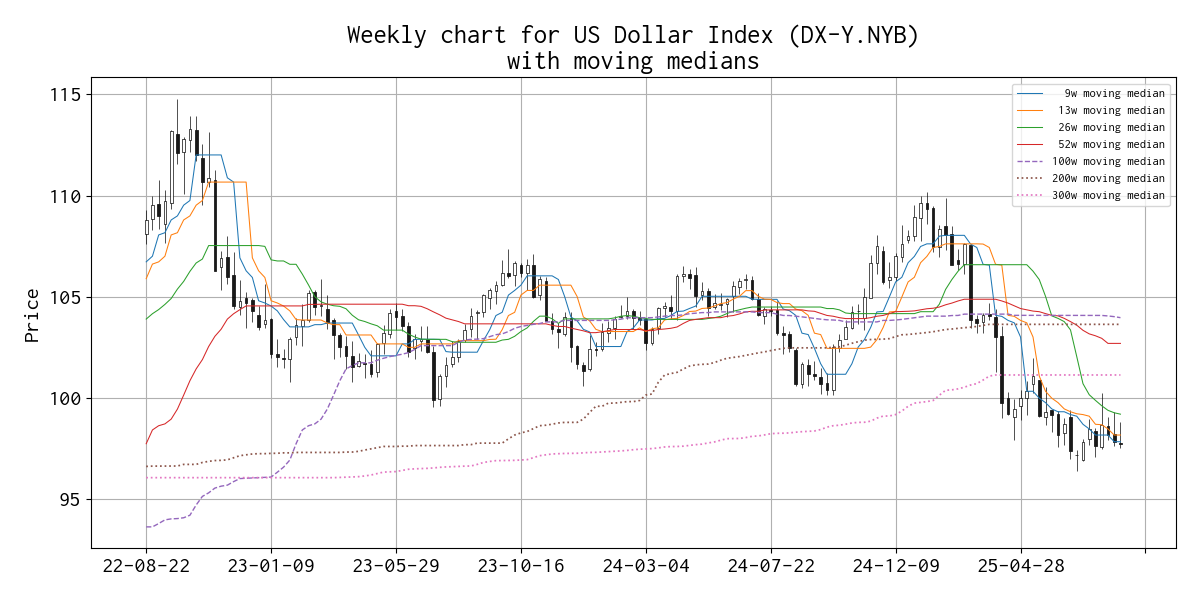 Weekly chart for US Dollar Index (DX-Y.NYB)
with moving medians
9w moving median
13w moving median
26w moving median
52w moving median
100w moving median
200w moving median
300w moving median
Price
115
110
105
100
95
22-08-22 23-01-09 23-05-29 23-10-16 24-03-04 24-07-22 24-12-09 25-04-28